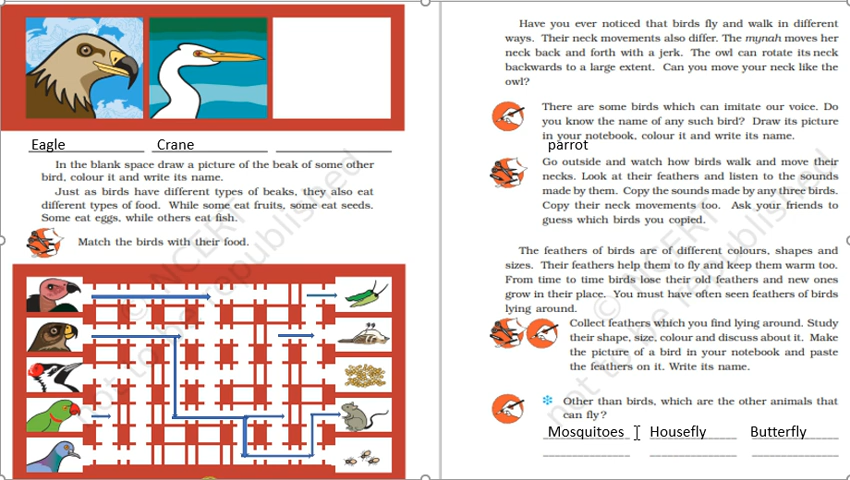 Eagle
Crane
In the blank space draw a picture of the beak of some other
bird, colour it and write its name.
Just as birds have different types of beaks, they also eat
different types of food. While some eat fruits, some eat seeds.
Some eat eggs, while others eat fish.
Match the birds with their food.
Have you ever noticed that birds fly and walk in different
ways. Their neck movements also differ. The mynah moves her
neck back and forth with a jerk. The owl can rotate its neck
backwards to a large extent. Can you move your neck like the
owl?
There are some birds which can imitate our voice. Do
you know the name of any such bird? Draw its picture
in your notebook, colour it and write its name.
parrot
Go outside and watch how birds walk and move their
necks. Look at their feathers and listen to the sounds
made by them. Copy the sounds made by any three birds.
Copy their neck movements too. Ask your friends to
guess which birds you copied.
The feathers of birds are of different colours, shapes and
sizes. Their feathers help them to fly and keep them warm too.
From time to time birds lose their old feathers and new ones
grow in their place. You must have often seen feathers of birds
lying around.
Collect feathers which you find lying around. Study
their shape, size, colour and discuss about it. Make
the picture of a bird in your notebook and paste
the feathers on it. Write its name.
Other than birds, which are the other animals that
can fly?
Mosquitoes Housefly Butterfly
© NCERT
not to be republished
© NCERT
not to be republished